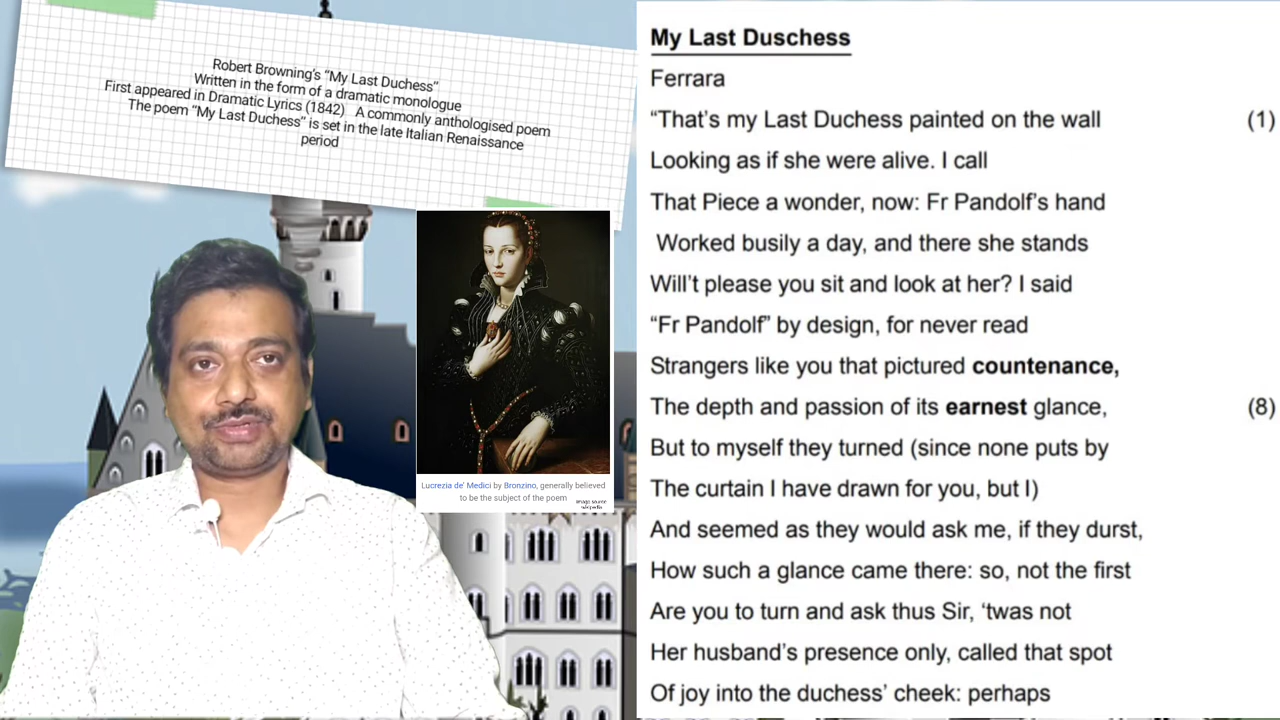 Robert Browning's "My Last Duchess"
Written in the form of a dramatic monologue
First appeared in Dramatic Lyrics (1842) A commonly anthologised poem
The poem "My Last Duchess" is set in the late Italian Renaissance
period
Lucrezia de' Medici by Bronzino, generally believed
to be the subject of the poem
Image source
wikipedia
My Last Duschess
Ferrara
“That’s my Last Duchess painted on the wall (1)
Looking as if she were alive. I call
That Piece a wonder, now: Fr Pandolf’s hand
Worked busily a day, and there she stands
Will’t please you sit and look at her? I said
“Fr Pandolf” by design, for never read
Strangers like you that pictured countenance,
The depth and passion of its earnest glance, (8)
But to myself they turned (since none puts by
The curtain I have drawn for you, but I)
And seemed as they would ask me, if they durst,
How such a glance came there: so, not the first
Are you to turn and ask thus Sir, ‘twas not
Her husband’s presence only, called that spot
Of joy into the duchess’ cheek: perhaps